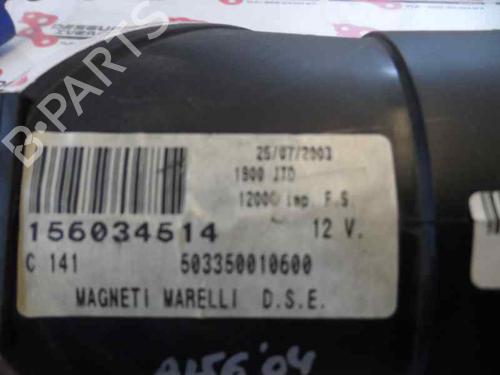 25/07/2003
1900 JTD
12000 imp F.S.
156034514
12 V.
C 141
503350010600
MAGNETI MARELLI D.S.E.
A156 '04
B-PARTS